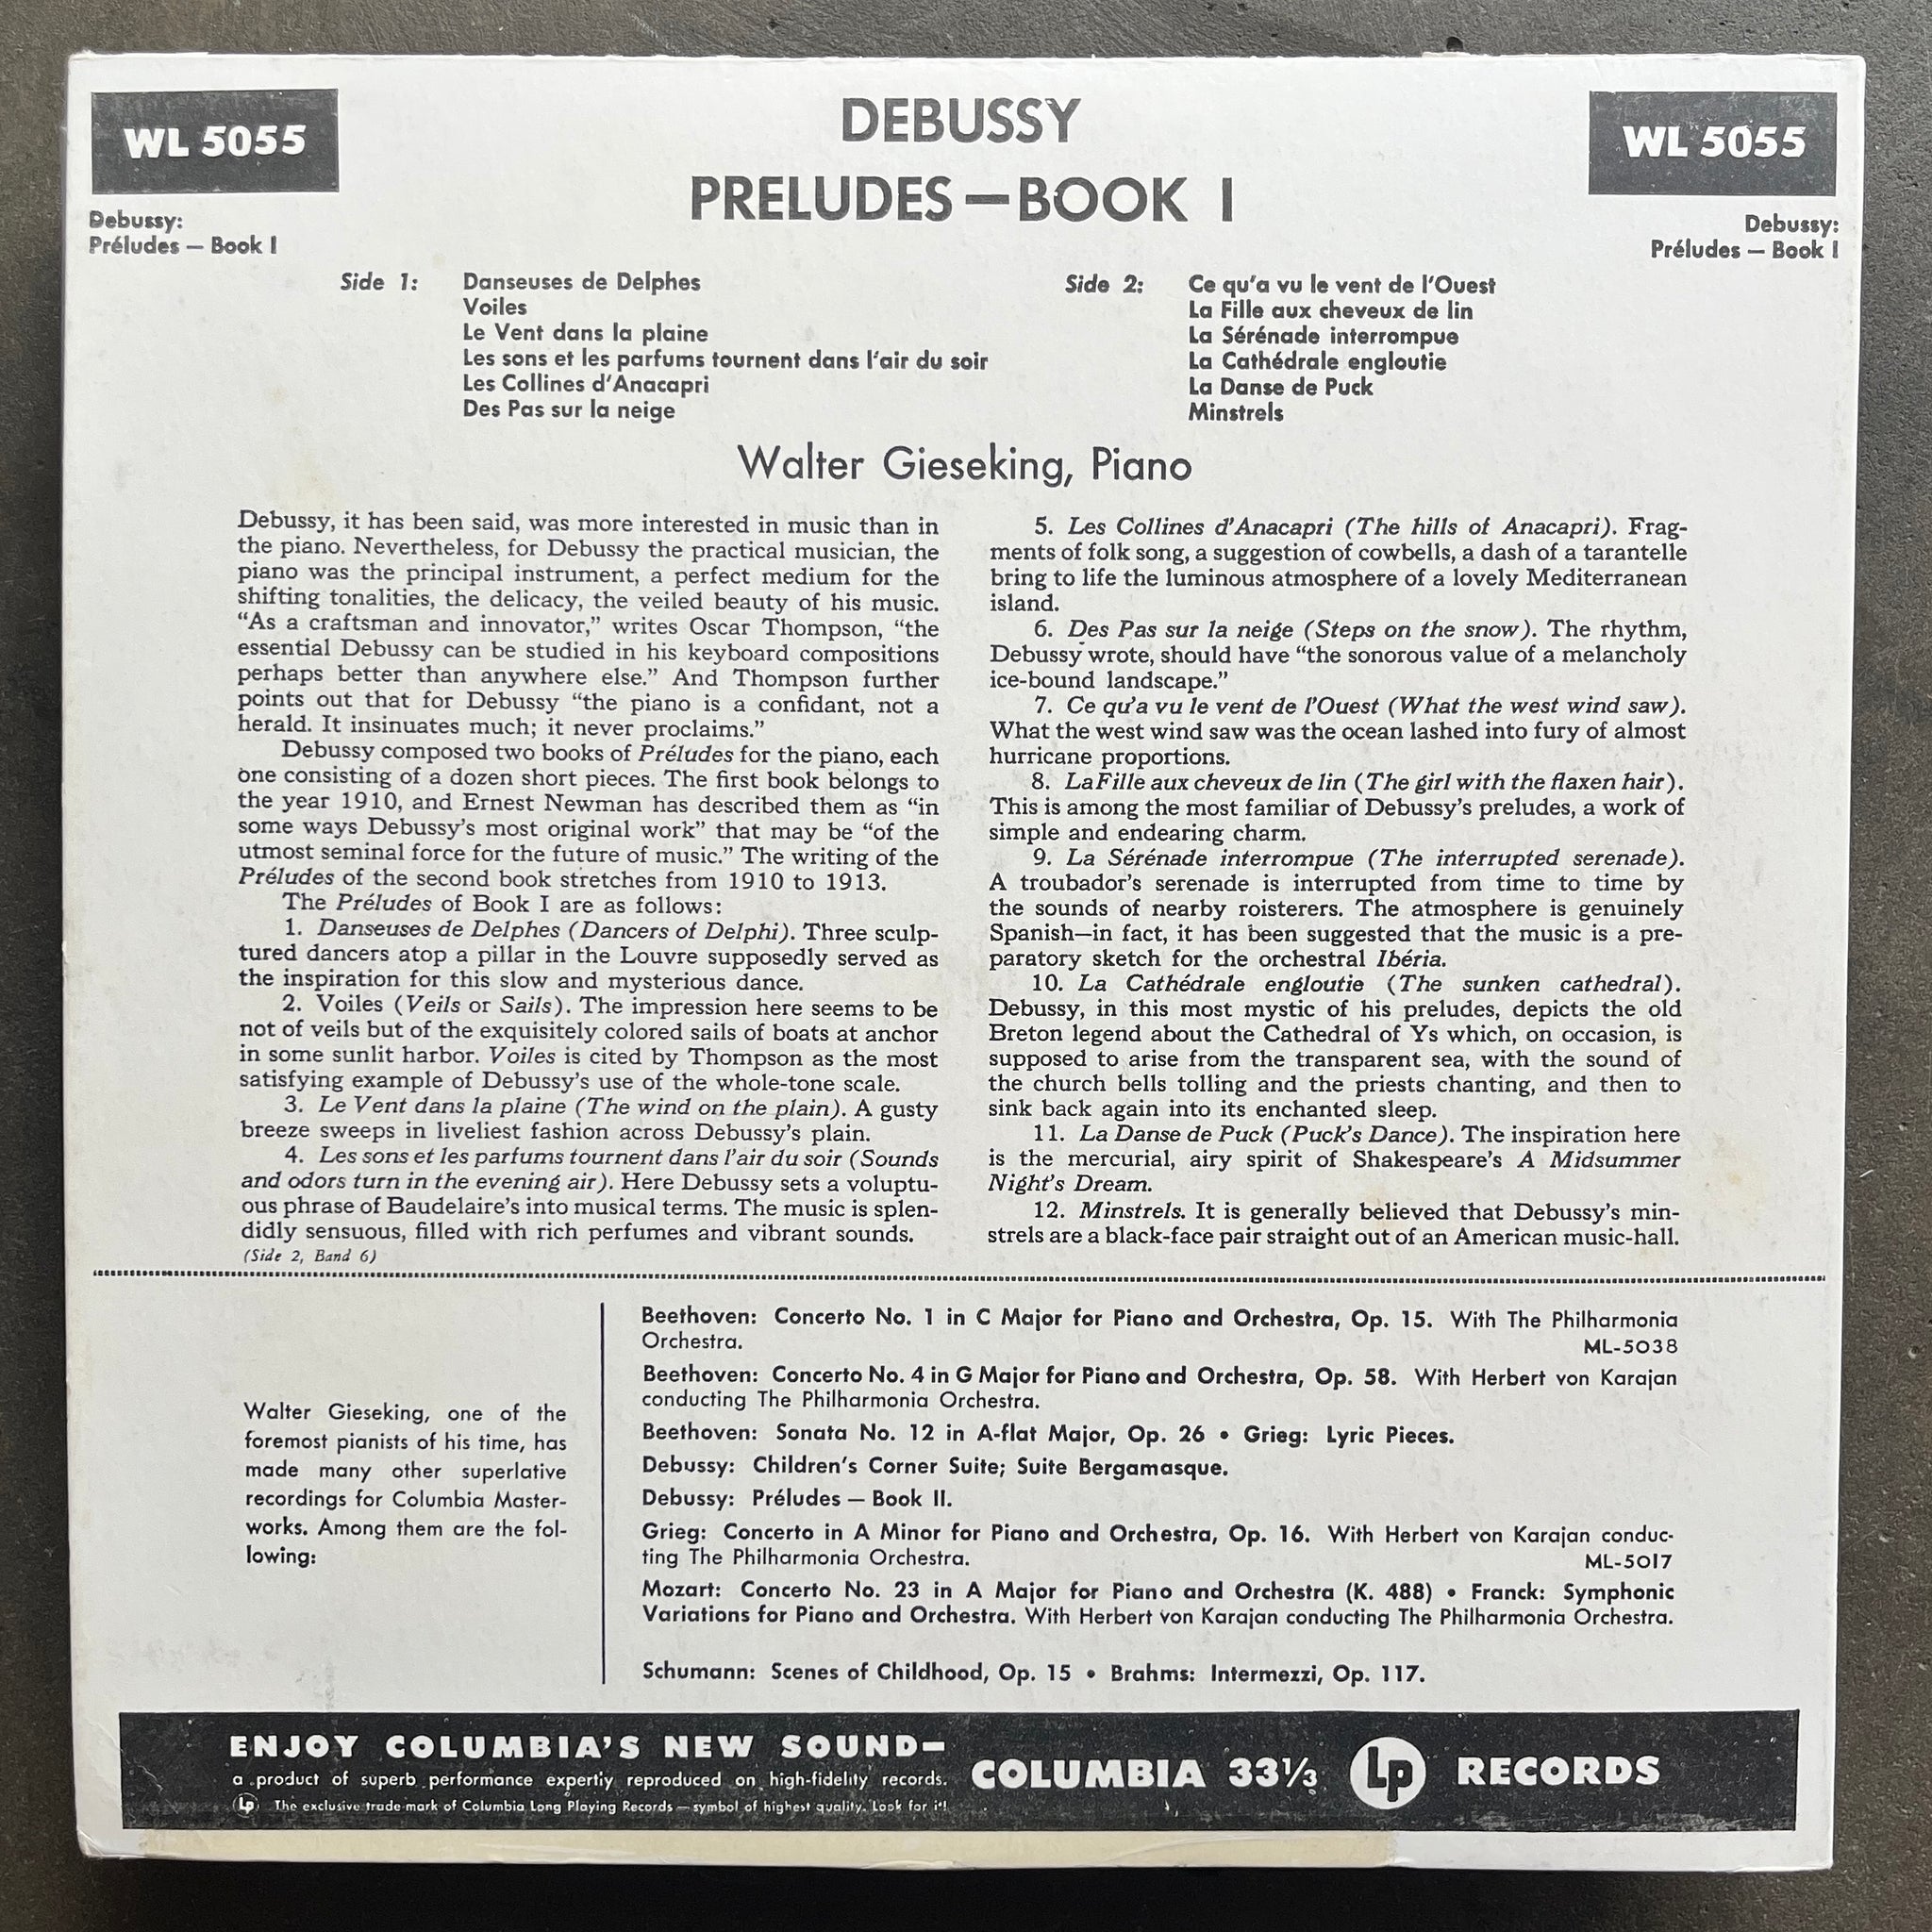 WL 5055
DEBUSSY
PRELUDES — BOOK I
WL 5055
Debussy:
Préludes — Book I
Debussy:
Préludes — Book I
Side 1:
Danseuses de Delphes
Voiles
Le Vent dans la plaine
Les sons et les parfums tournent dans l'air du soir
Les Collines d'Anacapri
Des Pas sur la neige
Side 2:
Ce qu'a vu le vent de l'Ouest
La Fille aux cheveux de lin
La Sérénade interrompue
La Cathédrale engloutie
La Danse de Puck
Minstrels
Walter Gieseking, Piano
Debussy, it has been said, was more interested in music than in
the piano. Nevertheless, for Debussy the practical musician, the
piano was the principal instrument, a perfect medium for the
shifting tonalities, the delicacy, the veiled beauty of his music.
“As a craftsman and innovator,” writes Oscar Thompson, “the
essential Debussy can be studied in his keyboard compositions
perhaps better than anywhere else.” And Thompson further
points out that for Debussy “the piano is a confidant, not a
herald. It insinuates much; it never proclaims.”
Debussy composed two books of Préludes for the piano, each
one consisting of a dozen short pieces. The first book belongs to
the year 1910, and Ernest Newman has described them as “in
some ways Debussy's most original work” that may be “of the
utmost seminal force for the future of music.” The writing of the
Préludes of the second book stretches from 1910 to 1913.
The Préludes of Book I are as follows:
1. Danseuses de Delphes (Dancers of Delphi). Three sculp-
tured dancers atop a pillar in the Louvre supposedly served as
the inspiration for this slow and mysterious dance.
2. Voiles (Veils or Sails). The impression here seems to be
not of veils but of the exquisitely colored sails of boats at anchor
in some sunlit harbor. Voiles is cited by Thompson as the most
satisfying example of Debussy's use of the whole-tone scale.
3. Le Vent dans la plaine (The wind on the plain). A gusty
breeze sweeps in liveliest fashion across Debussy's plain.
4. Les sons et les parfums tournent dans l'air du soir (Sounds
and odors turn in the evening air). Here Debussy sets a voluptu-
ous phrase of Baudelaire's into musical terms. The music is splen-
didly sensuous, filled with rich perfumes and vibrant sounds.
(Side 2, Band 6)
5. Les Collines d'Anacapri (The hills of Anacapri). Frag-
ments of folk song, a suggestion of cowbells, a dash of a tarantelle
bring to life the luminous atmosphere of a lovely Mediterranean
island.
6. Des Pas sur la neige (Steps on the snow). The rhythm,
Debussy wrote, should have “the sonorous value of a melancholy
ice-bound landscape.”
7. Ce qu'a vu le vent de l'Ouest (What the west wind saw).
What the west wind saw was the ocean lashed into fury of almost
hurricane proportions.
8. La Fille aux cheveux de lin (The girl with the flaxen hair).
This is among the most familiar of Debussy's preludes, a work of
simple and endearing charm.
9. La Sérénade interrompue (The interrupted serenade).
A troubador's serenade is interrupted from time to time by
the sounds of nearby roisterers. The atmosphere is genuinely
Spanish—in fact, it has been suggested that the music is a pre-
paratory sketch for the orchestral Ibéria.
10. La Cathédrale engloutie (The sunken cathedral).
Debussy, in this most mystic of his preludes, depicts the old
Breton legend about the Cathedral of Ys which, on occasion, is
supposed to arise from the transparent sea, with the sound of
the church bells tolling and the priests chanting, and then to
sink back again into its enchanted sleep.
11. La Danse de Puck (Puck's Dance). The inspiration here
is the mercurial, airy spirit of Shakespeare's A Midsummer
Night's Dream.
12. Minstrels. It is generally believed that Debussy's min-
strels are a black-face pair straight out of an American music-hall.
Walter Gieseking, one of the
foremost pianists of his time, has
made many other superlative
recordings for Columbia Master-
works. Among them are the fol-
lowing:
Beethoven: Concerto No. 1 in C Major for Piano and Orchestra, Op. 15. With The Philharmonia
Orchestra. ML-5038
Beethoven: Concerto No. 4 in G Major for Piano and Orchestra, Op. 58. With Herbert von Karajan
conducting The Philharmonia Orchestra.
Beethoven: Sonata No. 12 in A-flat Major, Op. 26 • Grieg: Lyric Pieces.
Debussy: Children's Corner Suite; Suite Bergamasque.
Debussy: Préludes — Book II.
Grieg: Concerto in A Minor for Piano and Orchestra, Op. 16. With Herbert von Karajan conduc-
ting The Philharmonia Orchestra. ML-5017
Mozart: Concerto No. 23 in A Major for Piano and Orchestra (K. 488) • Franck: Symphonic
Variations for Piano and Orchestra. With Herbert von Karajan conducting The Philharmonia Orchestra.
Schumann: Scenes of Childhood, Op. 15 • Brahms: Intermezzi, Op. 117.
ENJOY COLUMBIA'S NEW SOUND—
a product of superb performance expertly reproduced on high-fidelity records.
Lp The exclusive trade-mark of Columbia Long Playing Records — symbol of highest quality. Look for it!
COLUMBIA 33⅓ Lp RECORDS